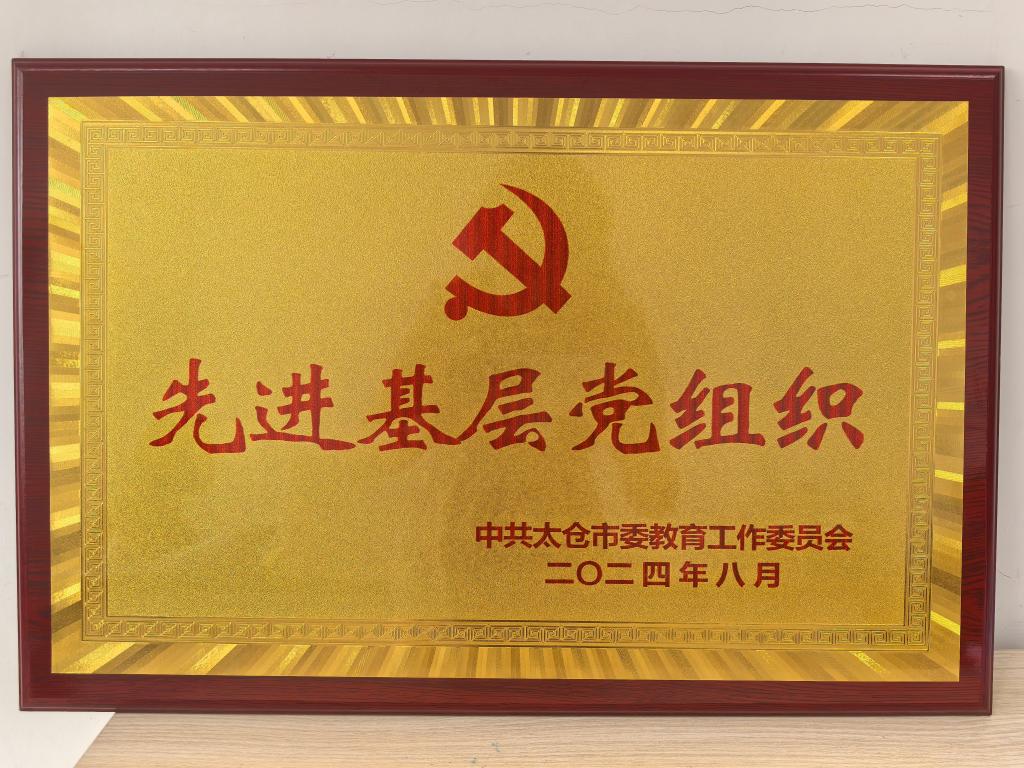 先进基层党组织
中共太仓市委教育工作委员会
二〇二四年八月